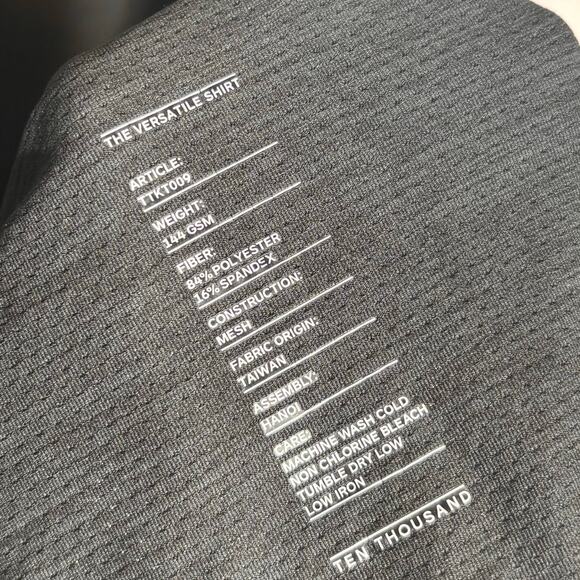 THE VERSATILE SHIRT
ARTICLE:
TTKT009
WEIGHT:
144 GSM
FIBER:
84% POLYESTER
16% SPANDEX
CONSTRUCTION:
MESH
FABRIC ORIGIN:
TAIWAN
ASSEMBLY:
HANOI
CARE:
MACHINE WASH COLD
NON CHLORINE BLEACH
TUMBLE DRY LOW
LOW IRON
TEN THOUSAND